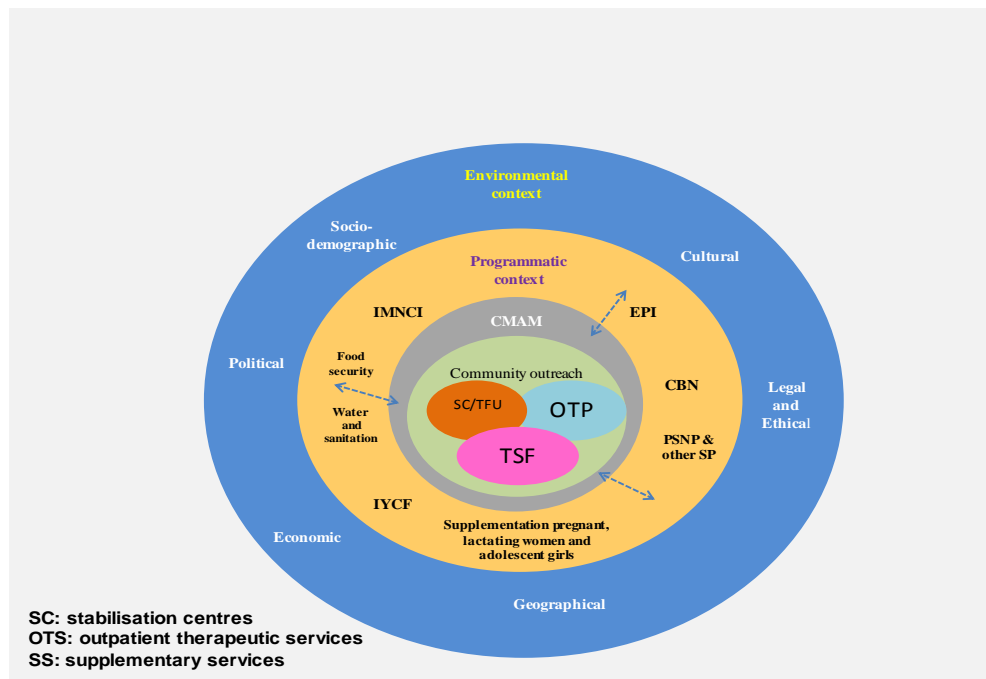 Environmental
context
Socio-
demographic
Cultural
Programmatic
context
IMNCI
EPI
CMAM
Political
Food
security
Community outreach
CBN
Legal
and
Ethical
SC/TFU
OTP
Water
and
sanitation
PSNP &
other SP
TSF
IYCF
Economic
Supplementation pregnant,
lactating women and
adolescent girls
Geographical
SC: stabilisation centres
OTS: outpatient therapeutic services
SS: supplementary services